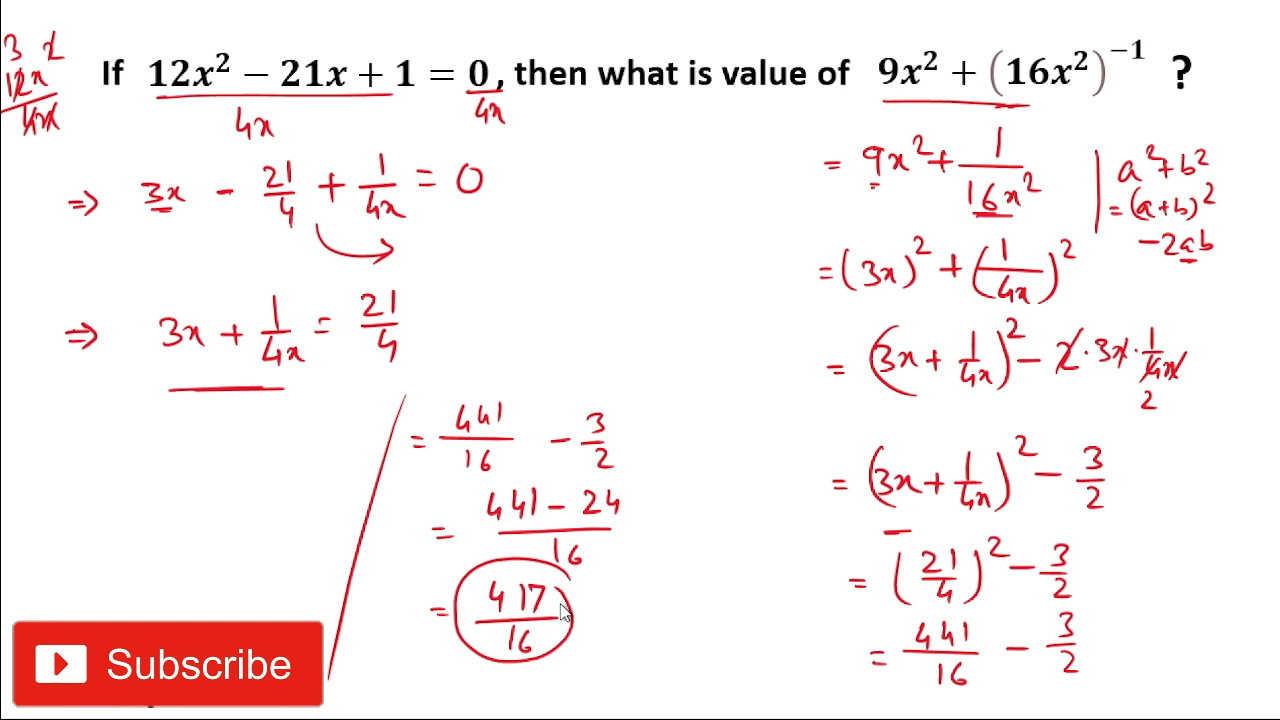 If 12x² − 21x + 1 = 0, then what is value of 9x² + (16x²)⁻¹ ?
4x
4x
3 1
12x²
4x
⇒ 3x - 21/4 + 1/4x = 0
⇒ 3x + 1/4x = 21/4
= 9x² + 1/16x²
a² + b²
= (a+b)²
- 2ab
= (3x)² + (1/4x)²
= (3x + 1/4x)² - 2 · 3x · 1/4x
2
= (3x + 1/4x)² - 3/2
= (21/4)² - 3/2
= 441/16 - 3/2
= 441/16 - 3/2
= 441 - 24/16
= 417/16
Subscribe